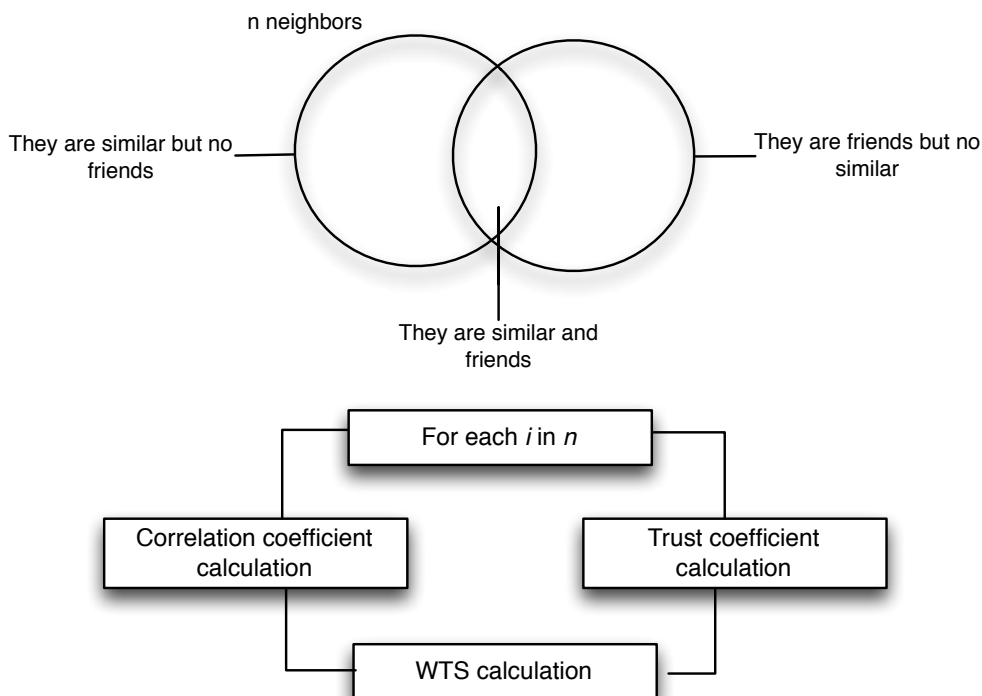 n neighbors
They are similar but no
friends
They are friends but no
similar
They are similar and
friends
For each i in n
Correlation coefficient
calculation
Trust coefficient
calculation
WTS calculation